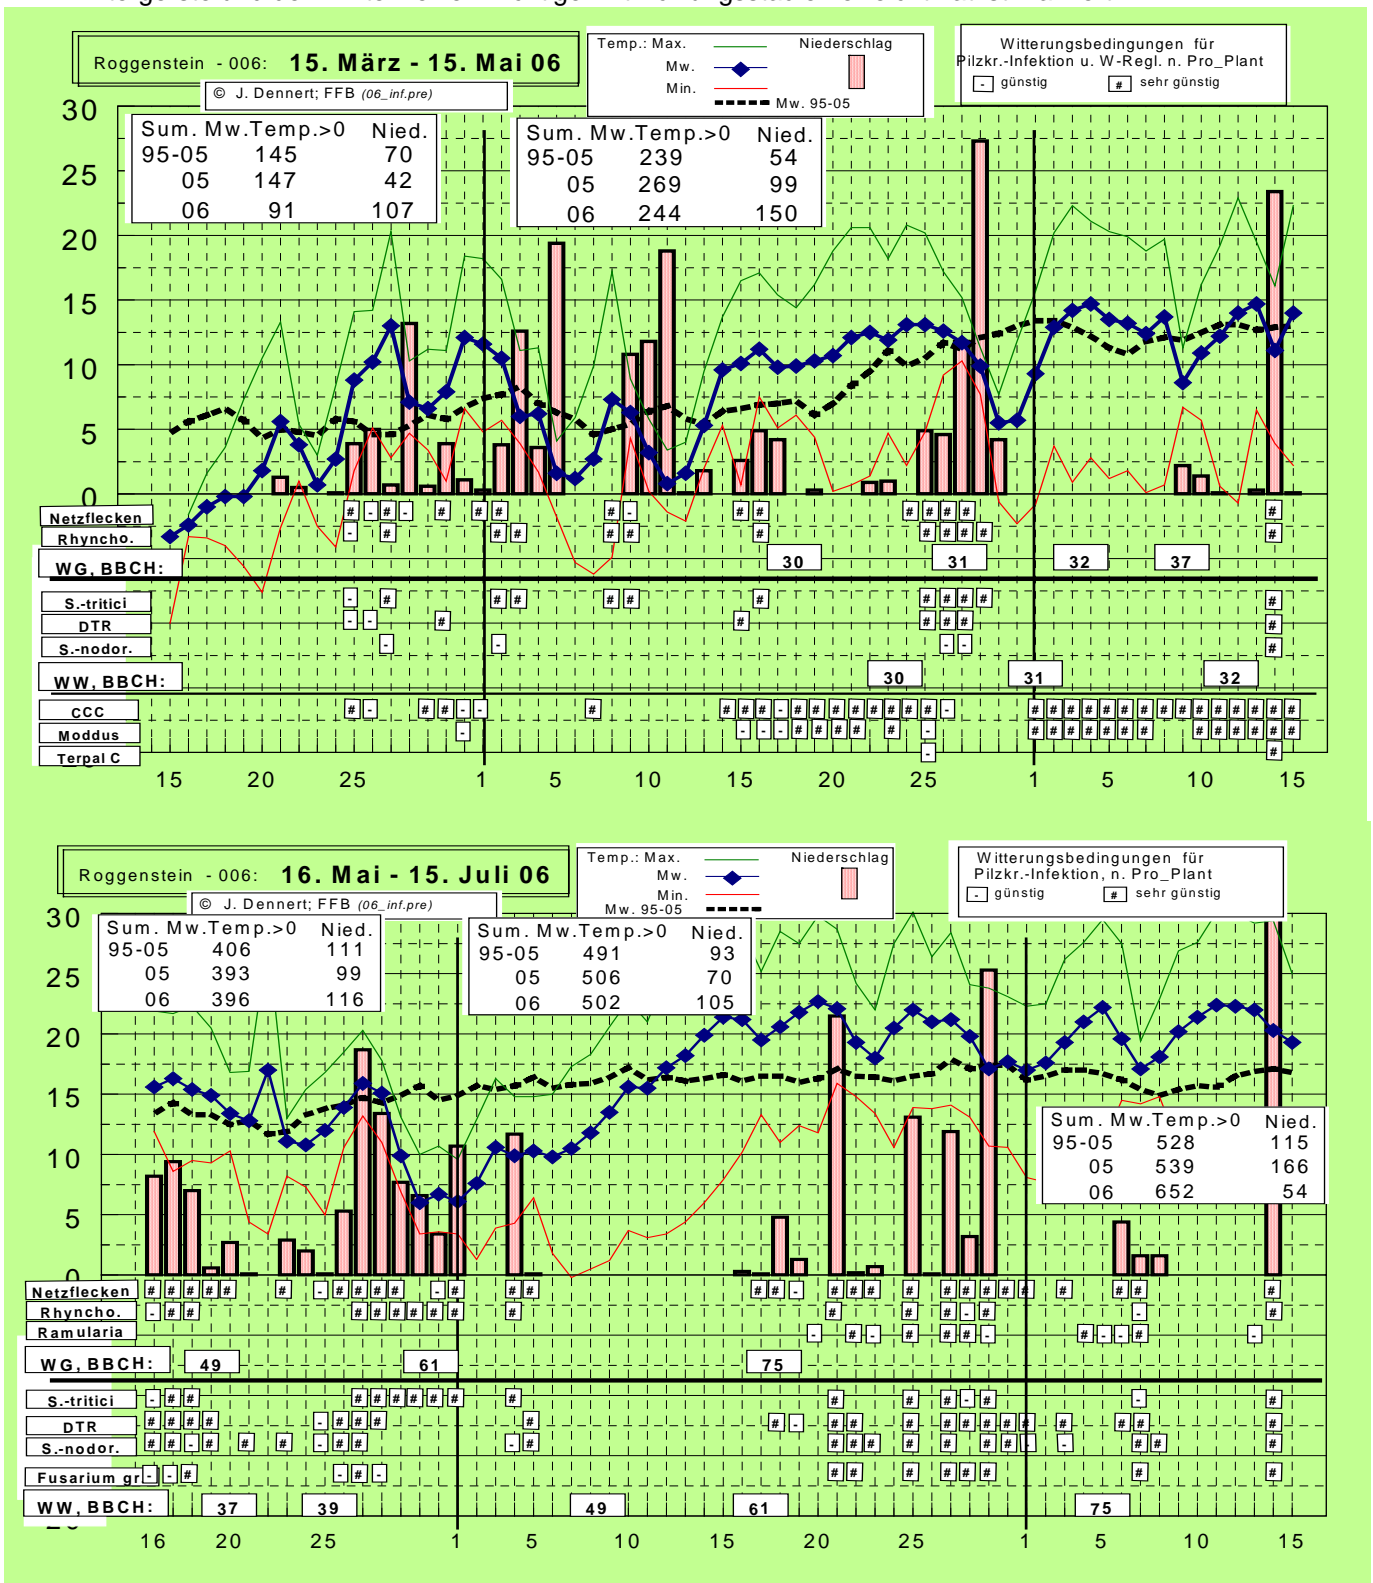 Roggenstein - 006: 15. März - 15. Mai 06
© J. Dennert; FFB (06_inf.pre)
Temp.: Max. Niederschlag
Mw.
Min.
Mw. 95-05
Witterungsbedingungen für
Pilzkr.-Infektion u. W-Regl. n. Pro_Plant
- günstig # sehr günstig
Sum. Mw.Temp.>0 Nied.
95-05 145 70
05 147 42
06 91 107
Sum. Mw.Temp.>0 Nied.
95-05 239 54
05 269 99
06 244 150
30
25
20
15
10
5
0
Netzflecken
Rhyncho.
WG, BBCH: 30 31 32 37
S.-tritici
DTR
S.-nodor.
WW, BBCH: 30 31 32
CCC
Moddus
Terpal C
15 20 25 1 5 10 15 20 25 1 5 10 15
Roggenstein - 006: 16. Mai - 15. Juli 06
© J. Dennert; FFB (06_inf.pre)
Temp.: Max. Niederschlag
Mw.
Min.
Mw. 95-05
Witterungsbedingungen für
Pilzkr.-Infektion, n. Pro_Plant
- günstig # sehr günstig
Sum. Mw.Temp.>0 Nied.
95-05 406 111
05 393 99
06 396 116
Sum. Mw.Temp.>0 Nied.
95-05 491 93
05 506 70
06 502 105
Sum. Mw.Temp.>0 Nied.
95-05 528 115
05 539 166
06 652 54
30
25
20
15
10
5
0
Netzflecken
Rhyncho.
Ramularia
WG, BBCH: 49 61 75
S.-tritici
DTR
S.-nodor.
Fusarium gr
WW, BBCH: 37 39 49 61 75
16 20 25 1 5 10 15 20 25 1 5 10 15